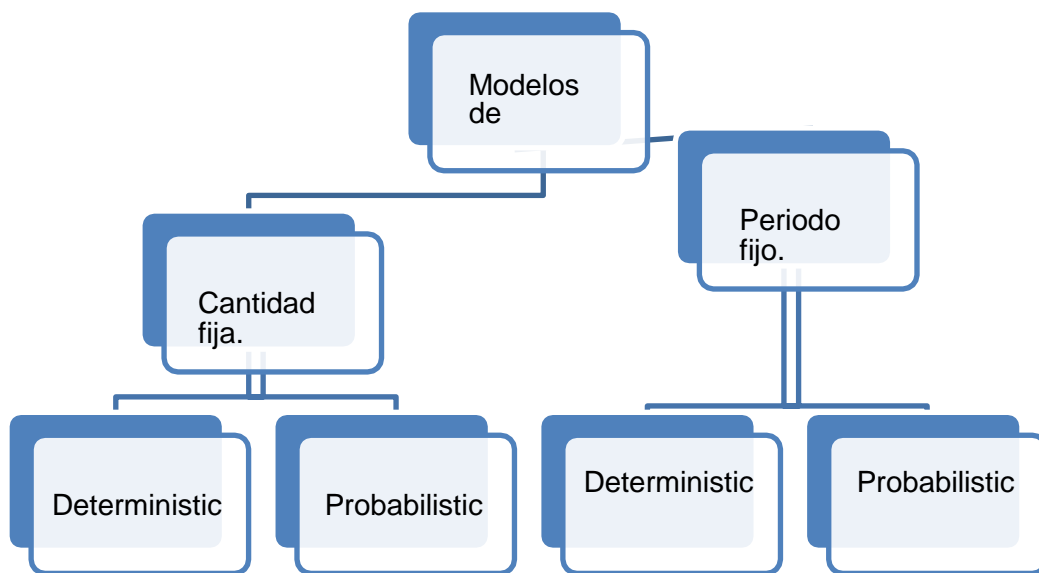 Modelos
de
Periodo
fijo.
Cantidad
fija.
Deterministic
Probabilistic
Deterministic
Probabilistic